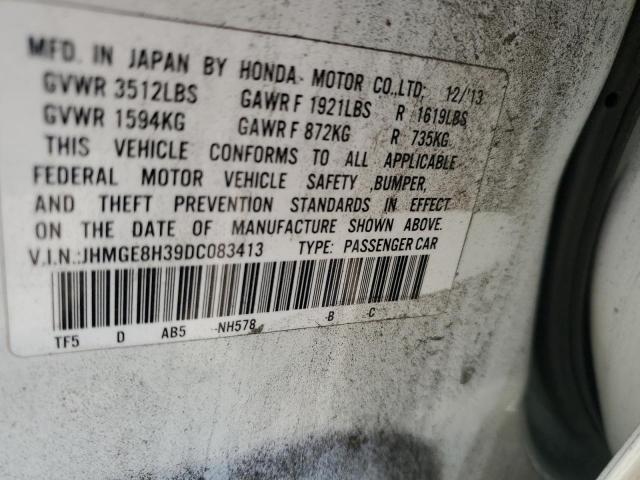 MFD. IN JAPAN BY HONDA MOTOR CO.,LTD: 12/'13
GVWR 3512LBS GAWR F 1921LBS R 1619LBS
GVWR 1594KG GAWR F 872KG R 735KG
THIS VEHICLE CONFORMS TO ALL APPLICABLE
FEDERAL MOTOR VEHICLE SAFETY ,BUMPER,
AND THEFT PREVENTION STANDARDS IN EFFECT
ON THE DATE OF MANUFACTURE SHOWN ABOVE.
V.I.N.:JHMGE8H39DC083413 TYPE: PASSENGER CAR
TF5 D AB5 NH578 B C